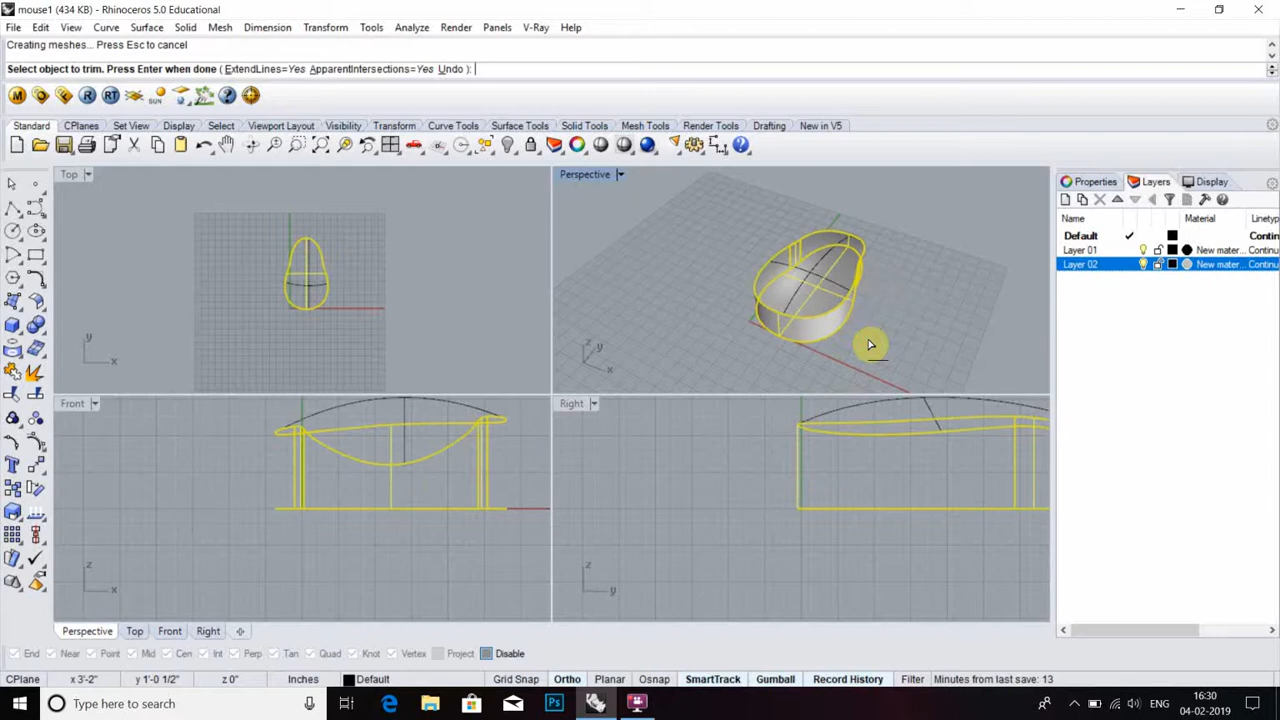 mouse1 (434 KB) - Rhinoceros 5.0 Educational
File Edit View Curve Surface Solid Mesh Dimension Transform Tools Analyze Render Panels V-Ray Help
Creating meshes... Press Esc to cancel
Select object to trim. Press Enter when done ( ExtendLines=Yes ApparentIntersections=Yes Undo ):
M O F R RT SUN
Standard CPlanes Set View Display Select Viewport Layout Visibility Transform Curve Tools Surface Tools Solid Tools Mesh Tools Render Tools Drafting New in V5
Top
Perspective
Properties Layers Display
Name Material Linetyp
Default Contin
Layer 01 New mater... Contin
Layer 02 New mater... Contin
y
x
z
y
x
Front
Right
z
x
z
y
Perspective Top Front Right
End Near Point Mid Cen Int Perp Tan Quad Knot Vertex Project Disable
CPlane x 3'-2" y 1'-0 1/2" z 0" Inches Default Grid Snap Ortho Planar Osnap SmartTrack Gumball Record History Filter Minutes from last save: 13
Type here to search
Ps
ENG
16:30
04-02-2019